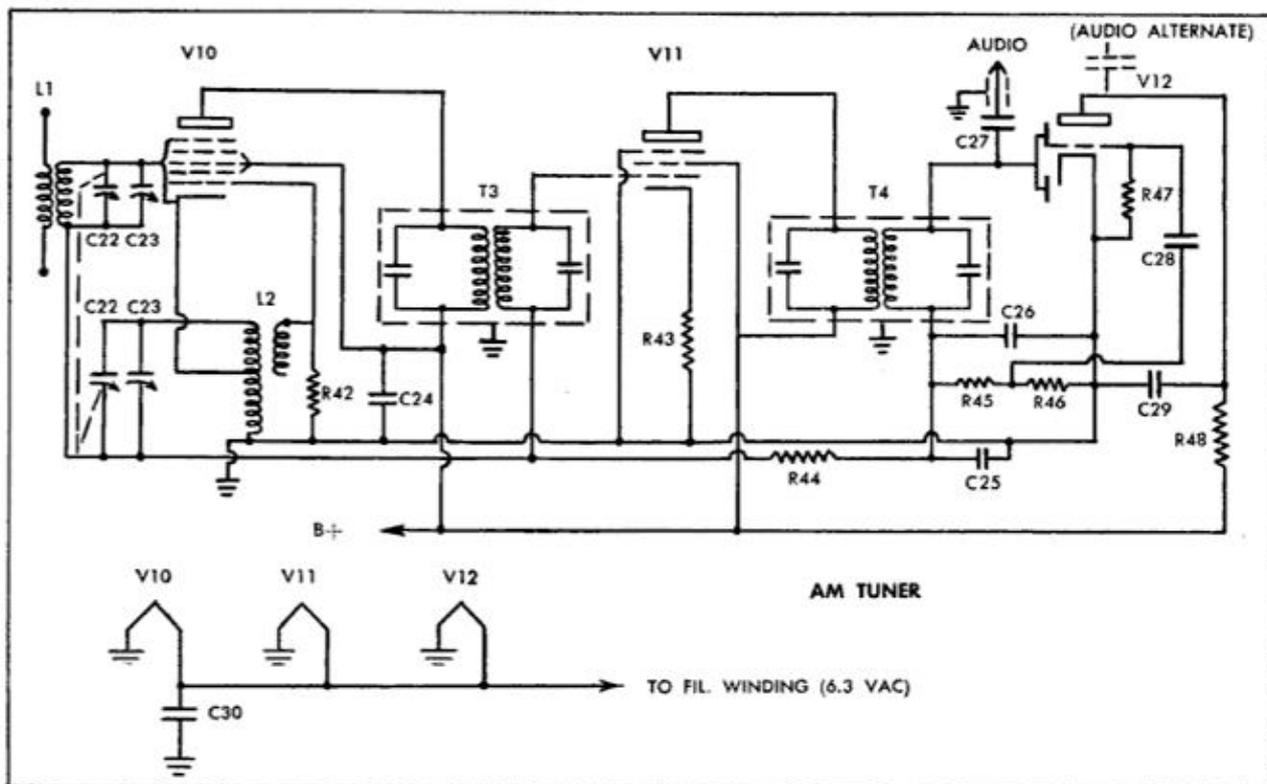 (AUDIO ALTERNATE)
AUDIO
V10
V11
V12
L1
C27
T3
T4
R47
C22 C23
C28
C22 C23
L2
R43
C26
R42
C24
R45
R46
C29
R48
R44
C25
B+
V10
V11
V12
AM TUNER
TO FIL. WINDING (6.3 VAC)
C30